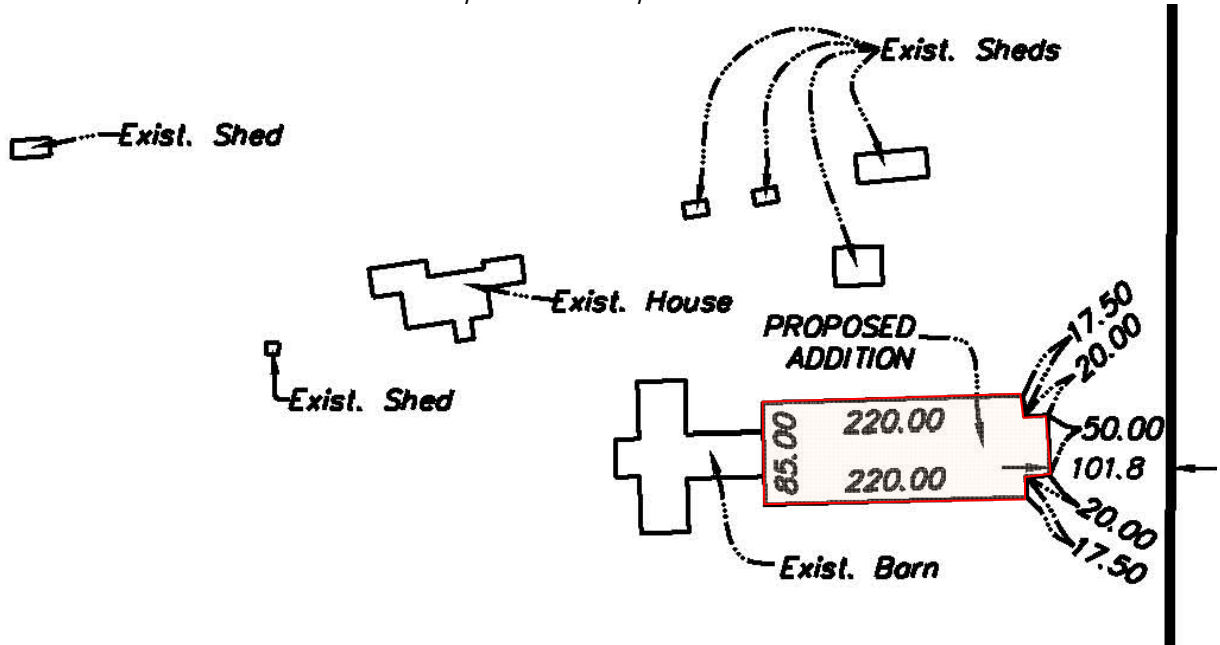 Exist. Sheds
Exist. Shed
Exist. House
17.50
PROPOSED
ADDITION
20.00
Exist. Shed
220.00
85.00
50.00
101.8
220.00
20.00
17.50
Exist. Barn